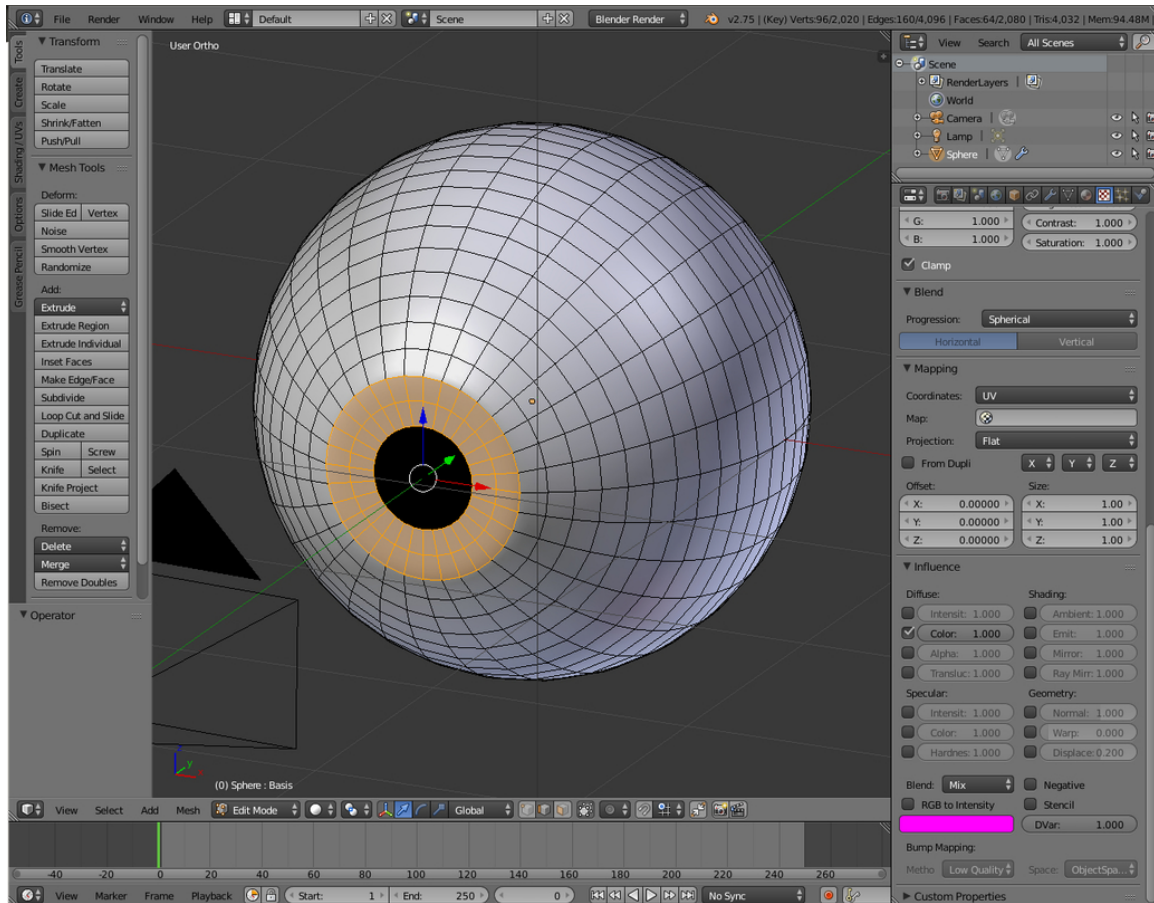 File Render Window Help Default Scene Blender Render v2.75 | (Key) Verts:96/2,020 | Edges:160/4,096 | Faces:64/2,080 | Tris:4,032 | Mem:94.48M |
Tools
Create
Shading / UVs
Options
Grease Pencil
Transform
Translate
Rotate
Scale
Shrink/Fatten
Push/Pull
Mesh Tools
Deform:
Slide Ed Vertex
Noise
Smooth Vertex
Randomize
Add:
Extrude
Extrude Region
Extrude Individual
Inset Faces
Make Edge/Face
Subdivide
Loop Cut and Slide
Duplicate
Spin Screw
Knife Select
Knife Project
Bisect
Remove:
Delete
Merge
Remove Doubles
Operator
User Ortho
(0) Sphere : Basis
View Select Add Mesh Edit Mode Global
-40 -20 0 20 40 60 80 100 120 140 160 180 200 220 240 260
View Marker Frame Playback Start: 1 End: 250 0 No Sync
View Search All Scenes
Scene
RenderLayers |
World
Camera |
Lamp |
Sphere |
G: 1.000 Contrast: 1.000
B: 1.000 Saturation: 1.000
Clamp
Blend
Progression: Spherical
Horizontal Vertical
Mapping
Coordinates: UV
Map:
Projection: Flat
From Dupli X Y Z
Offset: Size:
X: 0.00000 X: 1.00
Y: 0.00000 Y: 1.00
Z: 0.00000 Z: 1.00
Influence
Diffuse: Shading:
Intensit: 1.000 Ambient: 1.000
Color: 1.000 Emit: 1.000
Alpha: 1.000 Mirror: 1.000
Transluc: 1.000 Ray Mirr: 1.000
Specular: Geometry:
Intensit: 1.000 Normal: 1.000
Color: 1.000 Warp: 0.000
Hardnes: 1.000 Displace: 0.200
Blend: Mix Negative
RGB to Intensity Stencil
DVar: 1.000
Bump Mapping:
Metho Low Quality Space: ObjectSpa...
Custom Properties